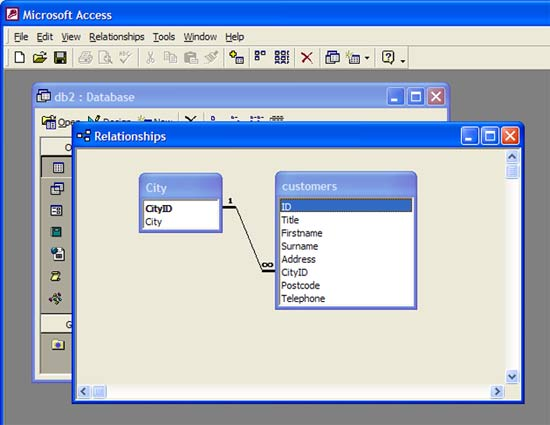 Microsoft Access
File Edit View Relationships Tools Window Help
db2 : Database
Open Design New
Relationships
City
CityID
City
1
∞
customers
ID
Title
Firstname
Surname
Address
CityID
Postcode
Telephone